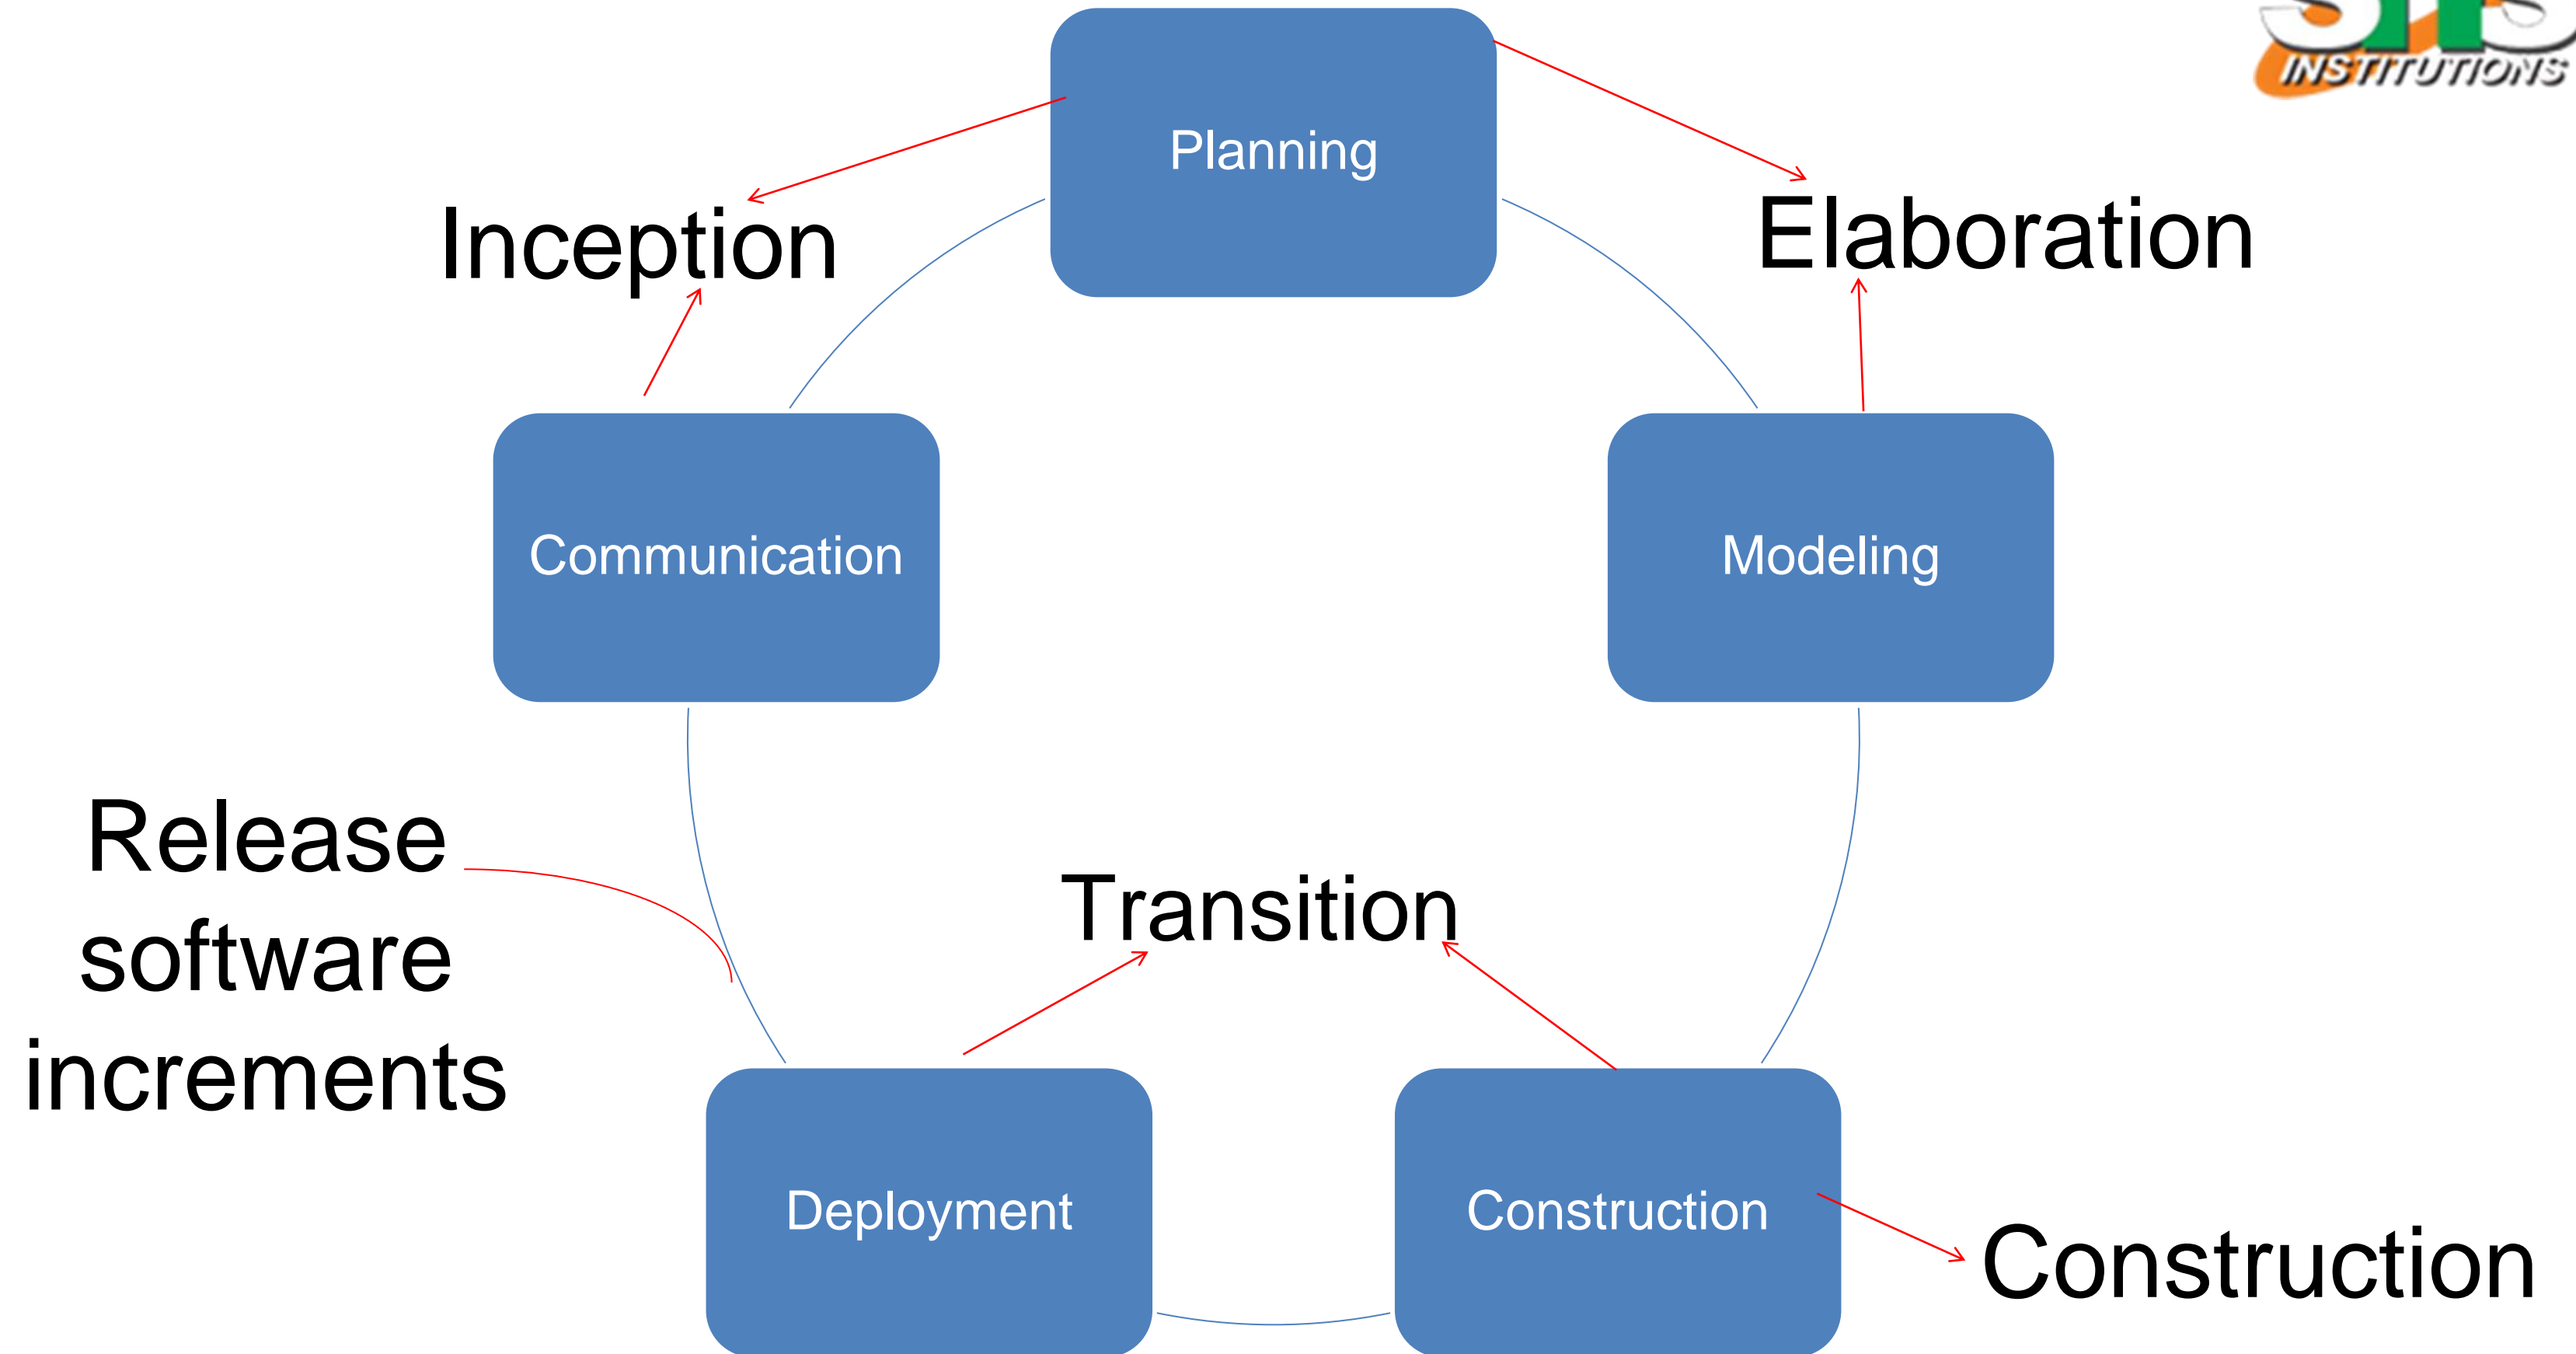 INSTITUTIONS
Planning
Inception
Elaboration
Communication
Modeling
Release
software
increments
Transition
Deployment
Construction
Construction